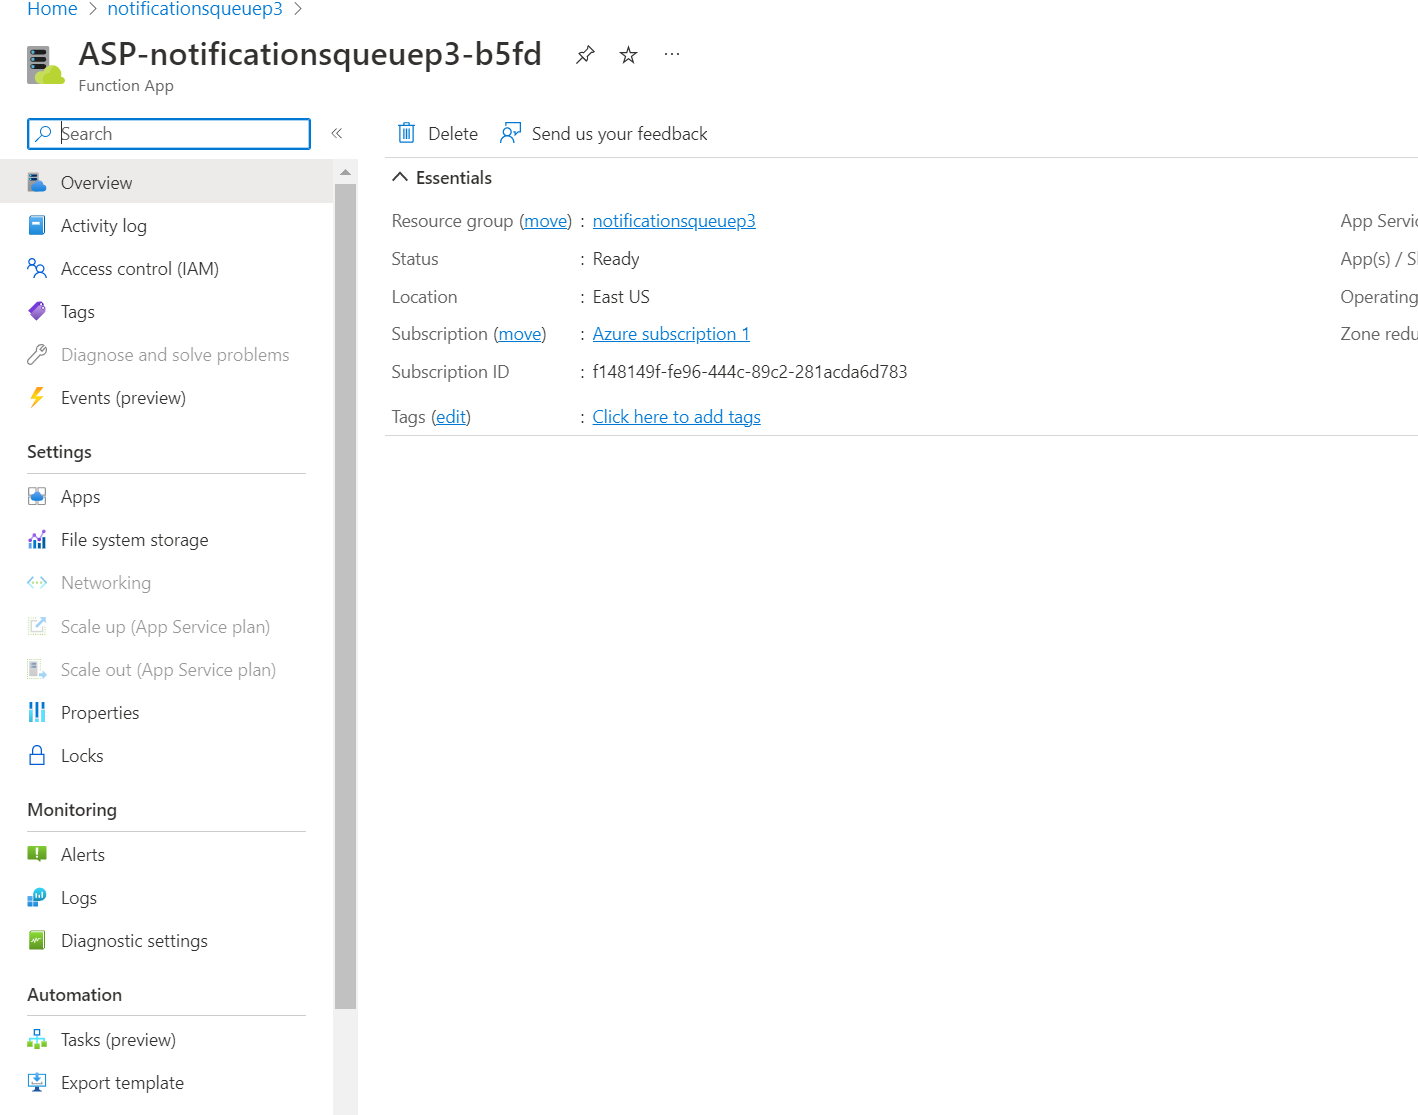 Home > notificationsqueuep3 >
ASP-notificationsqueuep3-b5fd
Function App
Search
Overview
Activity log
Access control (IAM)
Tags
Diagnose and solve problems
Events (preview)
Settings
Apps
File system storage
Networking
Scale up (App Service plan)
Scale out (App Service plan)
Properties
Locks
Monitoring
Alerts
Logs
Diagnostic settings
Automation
Tasks (preview)
Export template
Delete Send us your feedback
Essentials
Resource group (move) : notificationsqueuep3
Status : Ready
Location : East US
Subscription (move) : Azure subscription 1
Subscription ID : f148149f-fe96-444c-89c2-281acda6d783
Tags (edit) : Click here to add tags
App Servic
App(s) / Sl
Operating
Zone redu